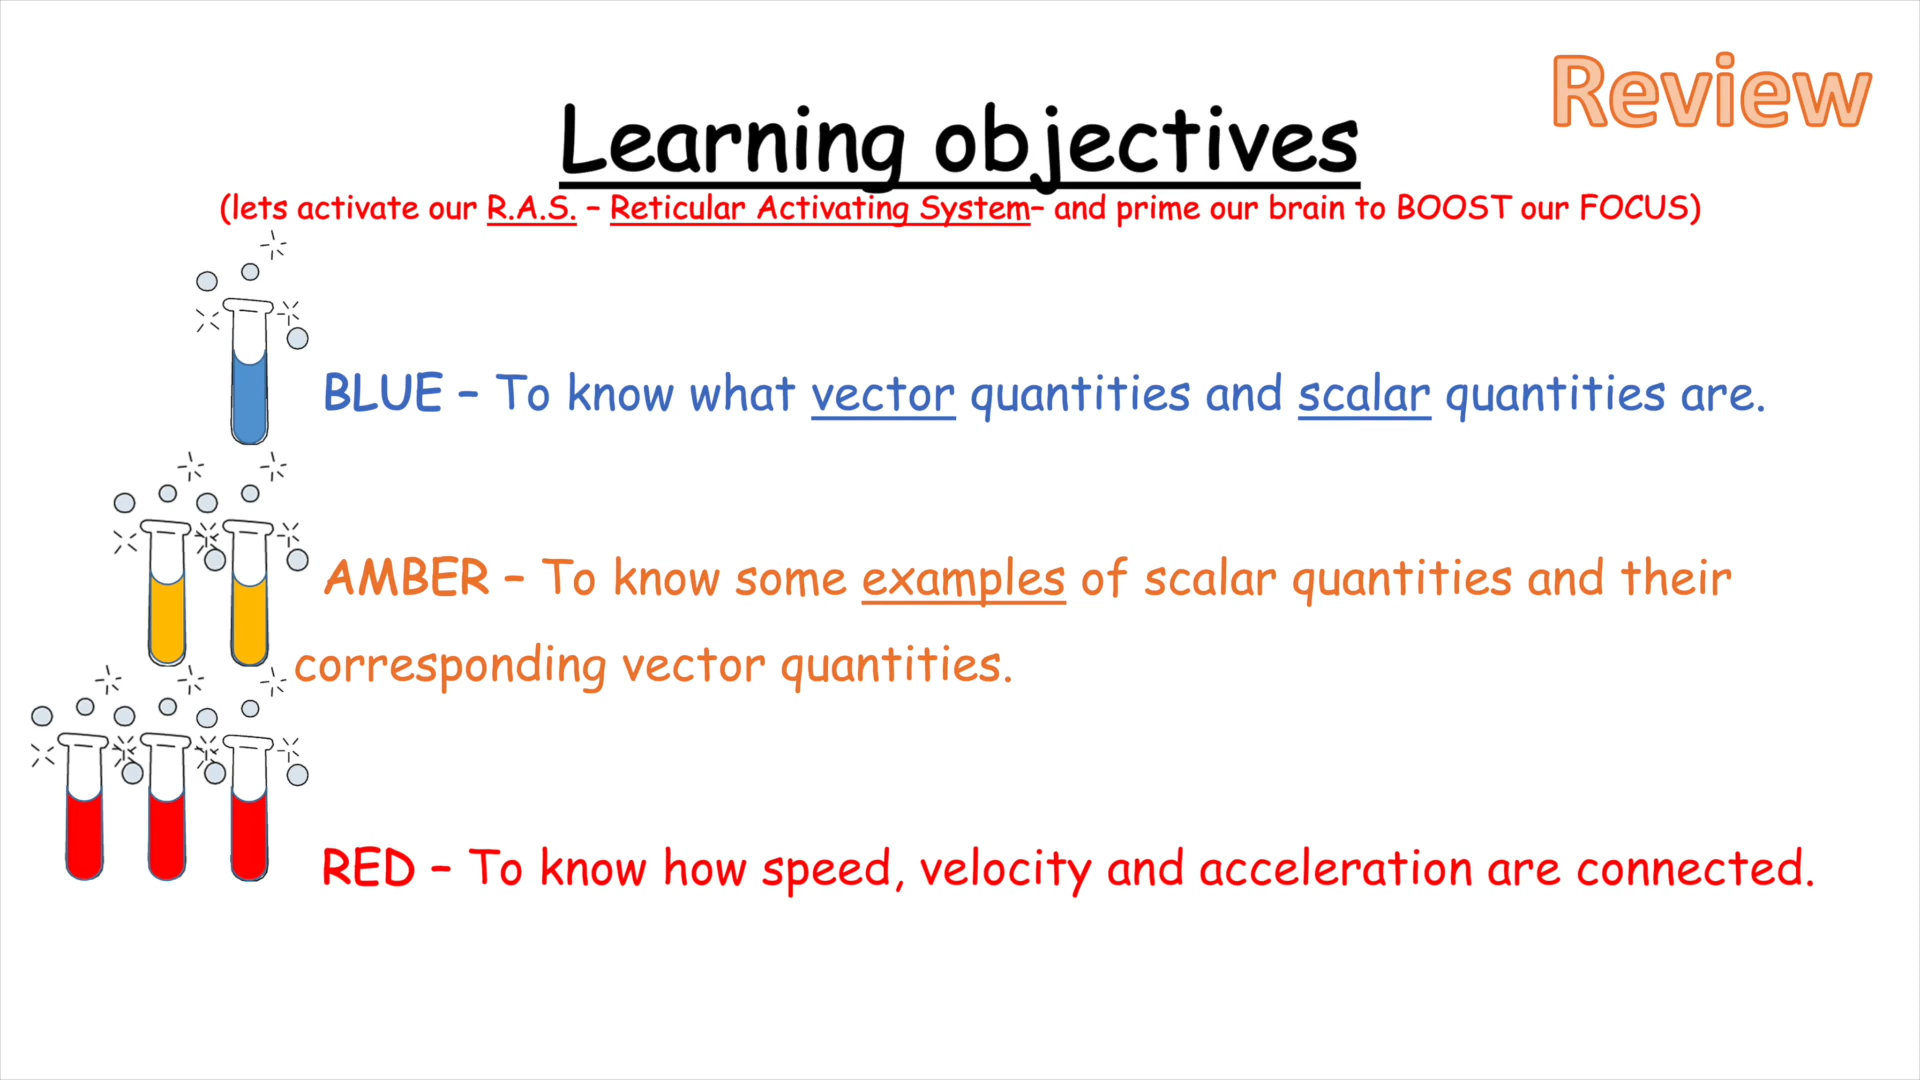 Review
Learning objectives
(lets activate our R.A.S. – Reticular Activating System– and prime our brain to BOOST our FOCUS)
BLUE – To know what vector quantities and scalar quantities are.
AMBER – To know some examples of scalar quantities and their
corresponding vector quantities.
RED – To know how speed, velocity and acceleration are connected.